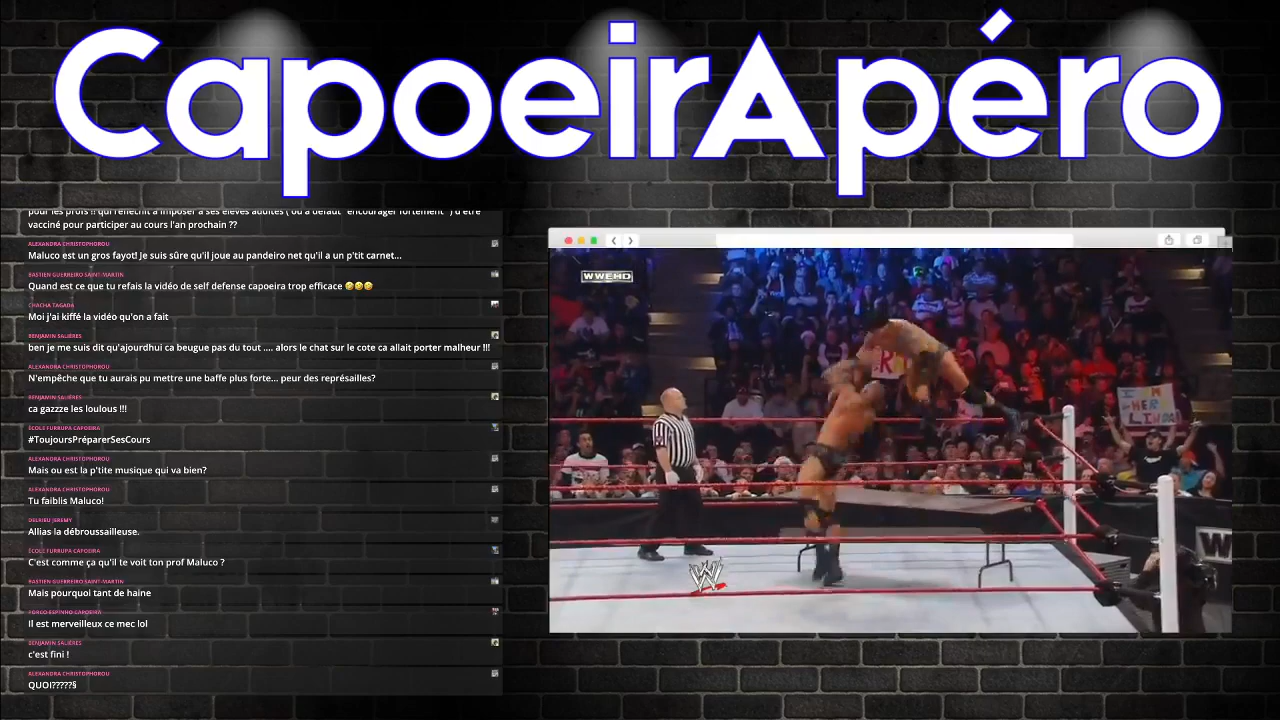 CapoeirApéro
pour les profs !! qui réfléchit à imposer à ses élèves adultes ( ou à défaut "encourager fortement" ) d'être
vacciné pour participer au cours l'an prochain ??
ALEXANDRA CHRISTOPHOROU
Maluco est un gros fayot! Je suis sûre qu'il joue au pandeiro net qu'il a un p'tit carnet...
BASTIEN GUERREIRO SAINT-MARTIN
Quand est ce que tu refais la vidéo de self defense capoeira trop efficace 🤣🤣🤣
CHACHA TAGADA
Moi j'ai kiffé la vidéo qu'on a fait
BENJAMIN SALIÈRES
ben je me suis dit qu'ajourdhui ca beugue pas du tout .... alors le chat sur le cote ca allait porter malheur !!!
ALEXANDRA CHRISTOPHOROU
N'empêche que tu aurais pu mettre une baffe plus forte... peur des représailles?
BENJAMIN SALIÈRES
ca gazzze les loulous !!!
ÉCOLE FURRUPA CAPOEIRA
#ToujoursPréparerSesCours
ALEXANDRA CHRISTOPHOROU
Mais ou est la p'tite musique qui va bien?
ALEXANDRA CHRISTOPHOROU
Tu faiblis Maluco!
DELRIEU JEREMY
Allias la débroussailleuse.
ÉCOLE FURRUPA CAPOEIRA
C'est comme ça qu'il te voit ton prof Maluco ?
BASTIEN GUERREIRO SAINT-MARTIN
Mais pourquoi tant de haine
TORGO ESPINHO CAPOEIRA
Il est merveilleux ce mec lol
BENJAMIN SALIÈRES
c'est fini !
ALEXANDRA CHRISTOPHOROU
QUOI?????§
WWEHD